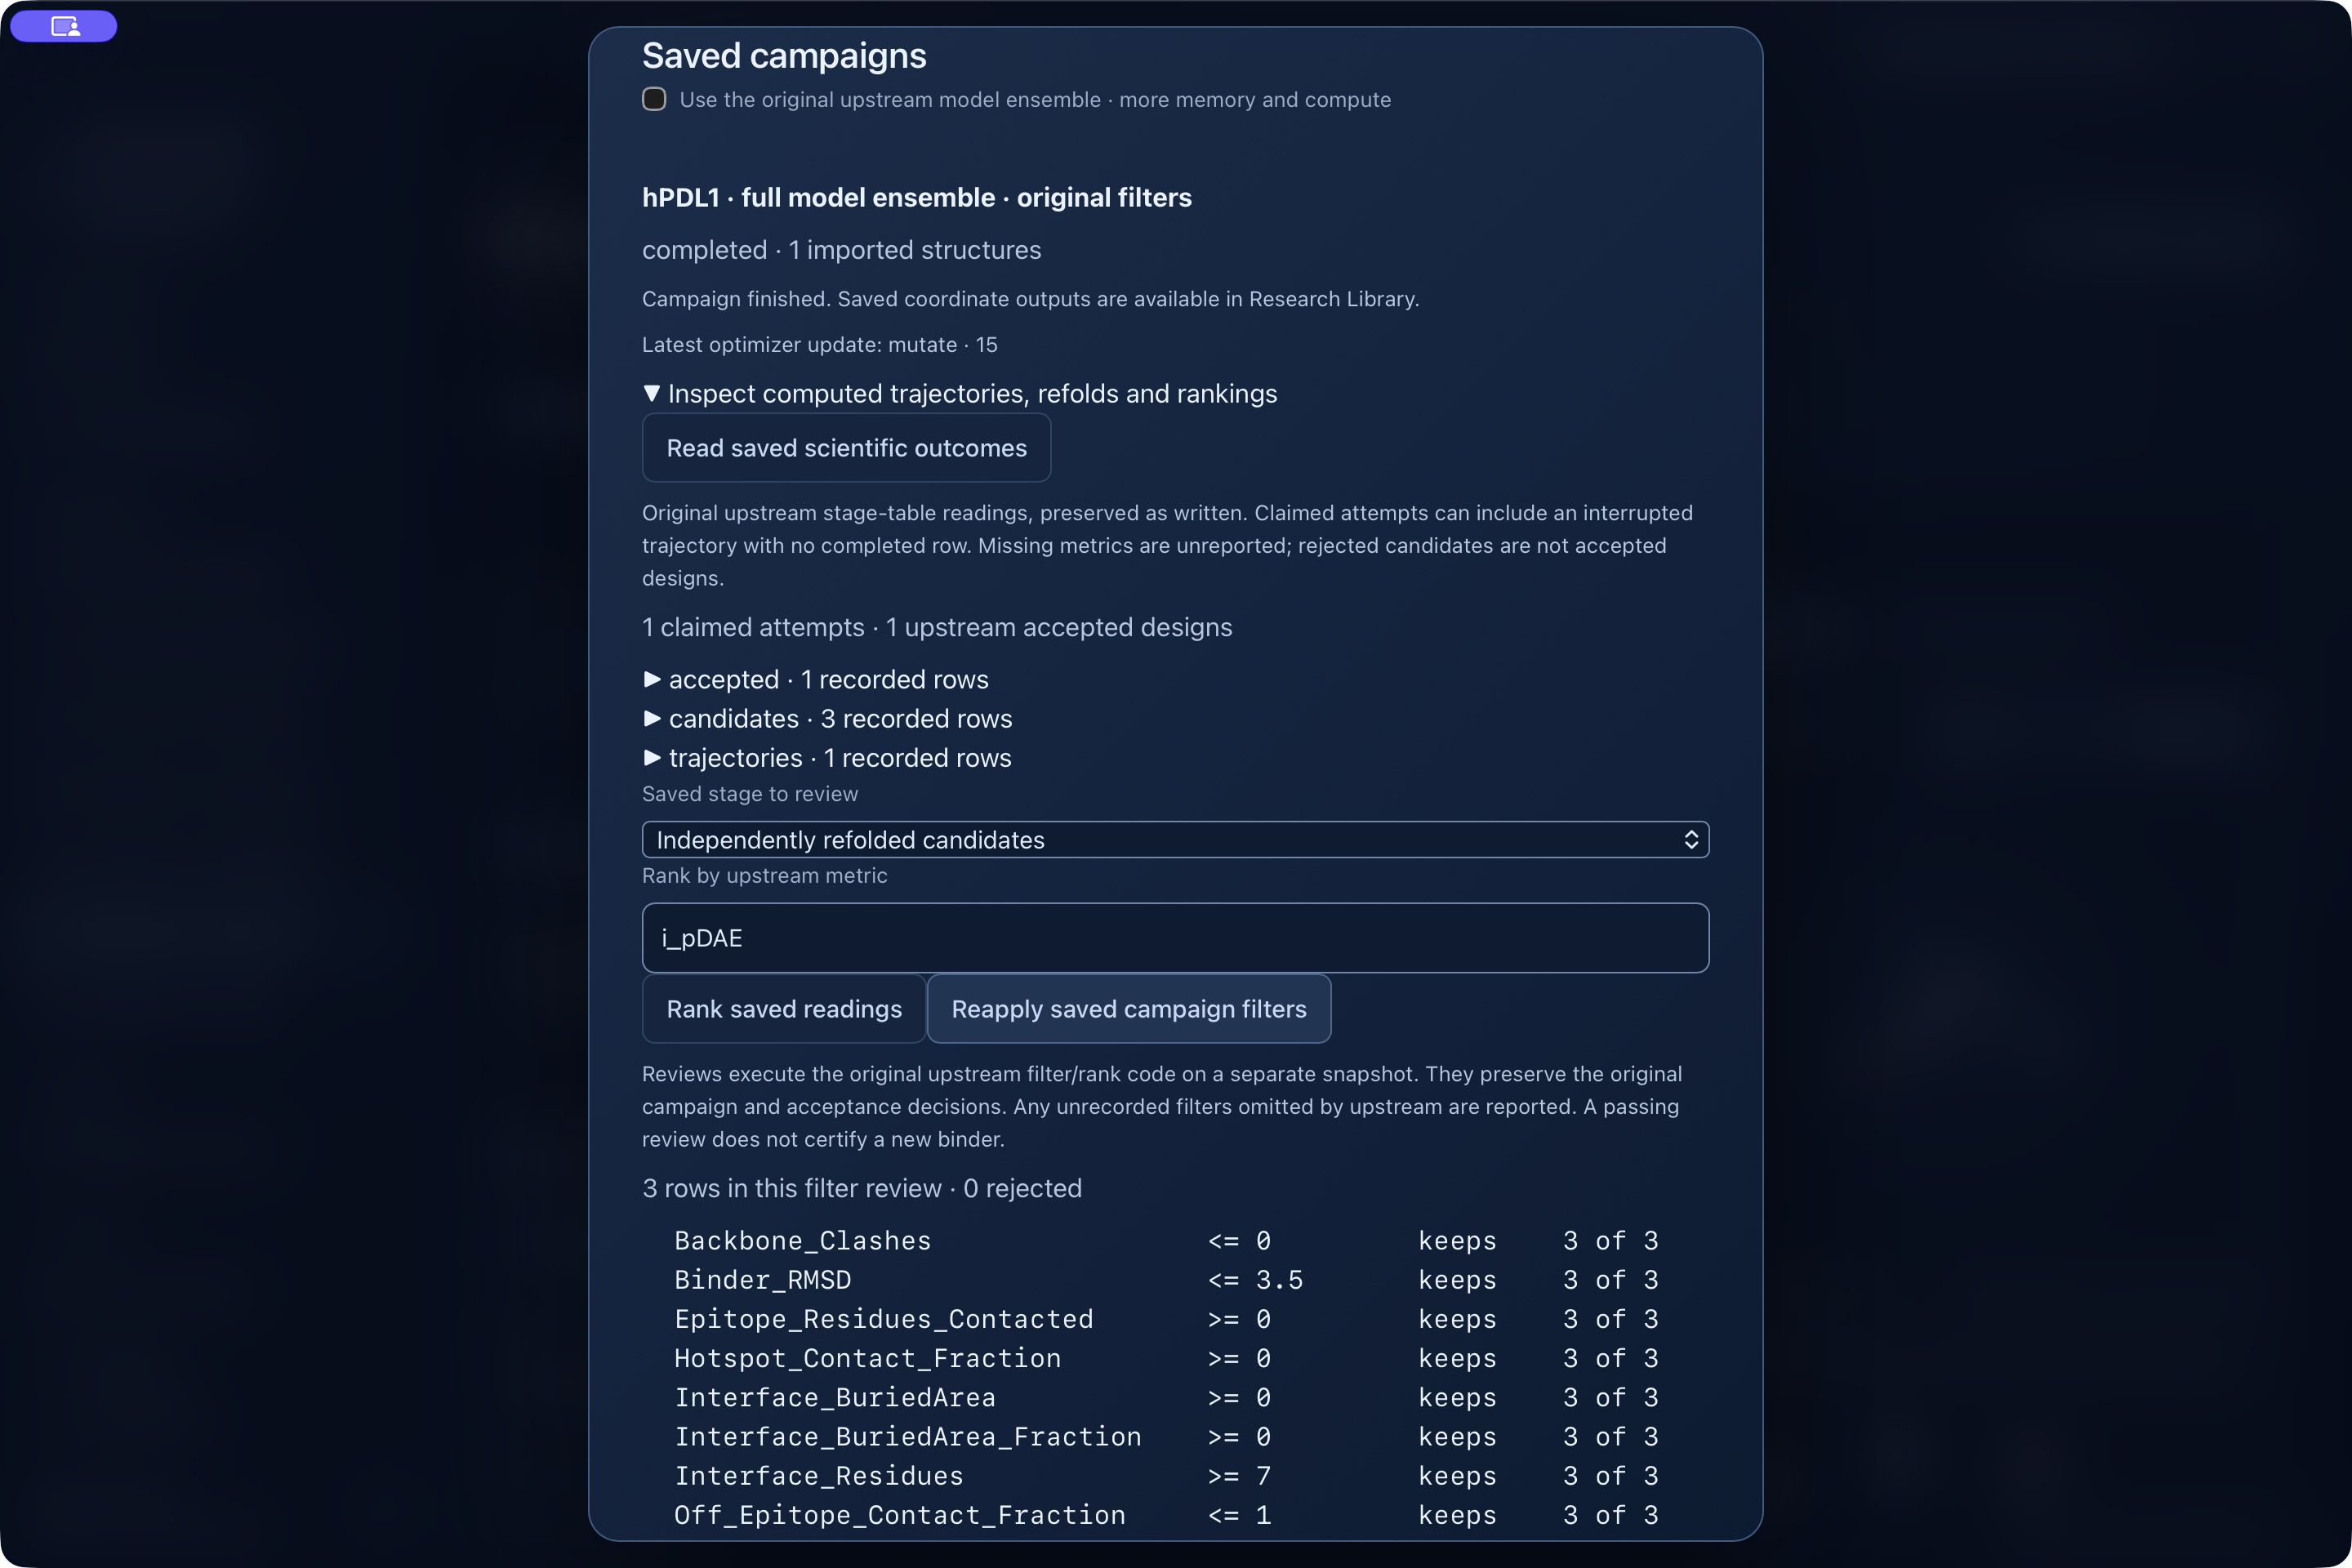 Saved campaigns
Use the original upstream model ensemble · more memory and compute
hPDL1 · full model ensemble · original filters
completed · 1 imported structures
Campaign finished. Saved coordinate outputs are available in Research Library.
Latest optimizer update: mutate · 15
▼ Inspect computed trajectories, refolds and rankings
Read saved scientific outcomes
Original upstream stage-table readings, preserved as written. Claimed attempts can include an interrupted
trajectory with no completed row. Missing metrics are unreported; rejected candidates are not accepted
designs.
1 claimed attempts · 1 upstream accepted designs
▶ accepted · 1 recorded rows
▶ candidates · 3 recorded rows
▶ trajectories · 1 recorded rows
Saved stage to review
Independently refolded candidates
Rank by upstream metric
i_pDAE
Rank saved readings Reapply saved campaign filters
Reviews execute the original upstream filter/rank code on a separate snapshot. They preserve the original
campaign and acceptance decisions. Any unrecorded filters omitted by upstream are reported. A passing
review does not certify a new binder.
3 rows in this filter review · 0 rejected
Backbone_Clashes <= 0 keeps 3 of 3
Binder_RMSD <= 3.5 keeps 3 of 3
Epitope_Residues_Contacted >= 0 keeps 3 of 3
Hotspot_Contact_Fraction >= 0 keeps 3 of 3
Interface_BuriedArea >= 0 keeps 3 of 3
Interface_BuriedArea_Fraction >= 0 keeps 3 of 3
Interface_Residues >= 7 keeps 3 of 3
Off_Epitope_Contact_Fraction <= 1 keeps 3 of 3